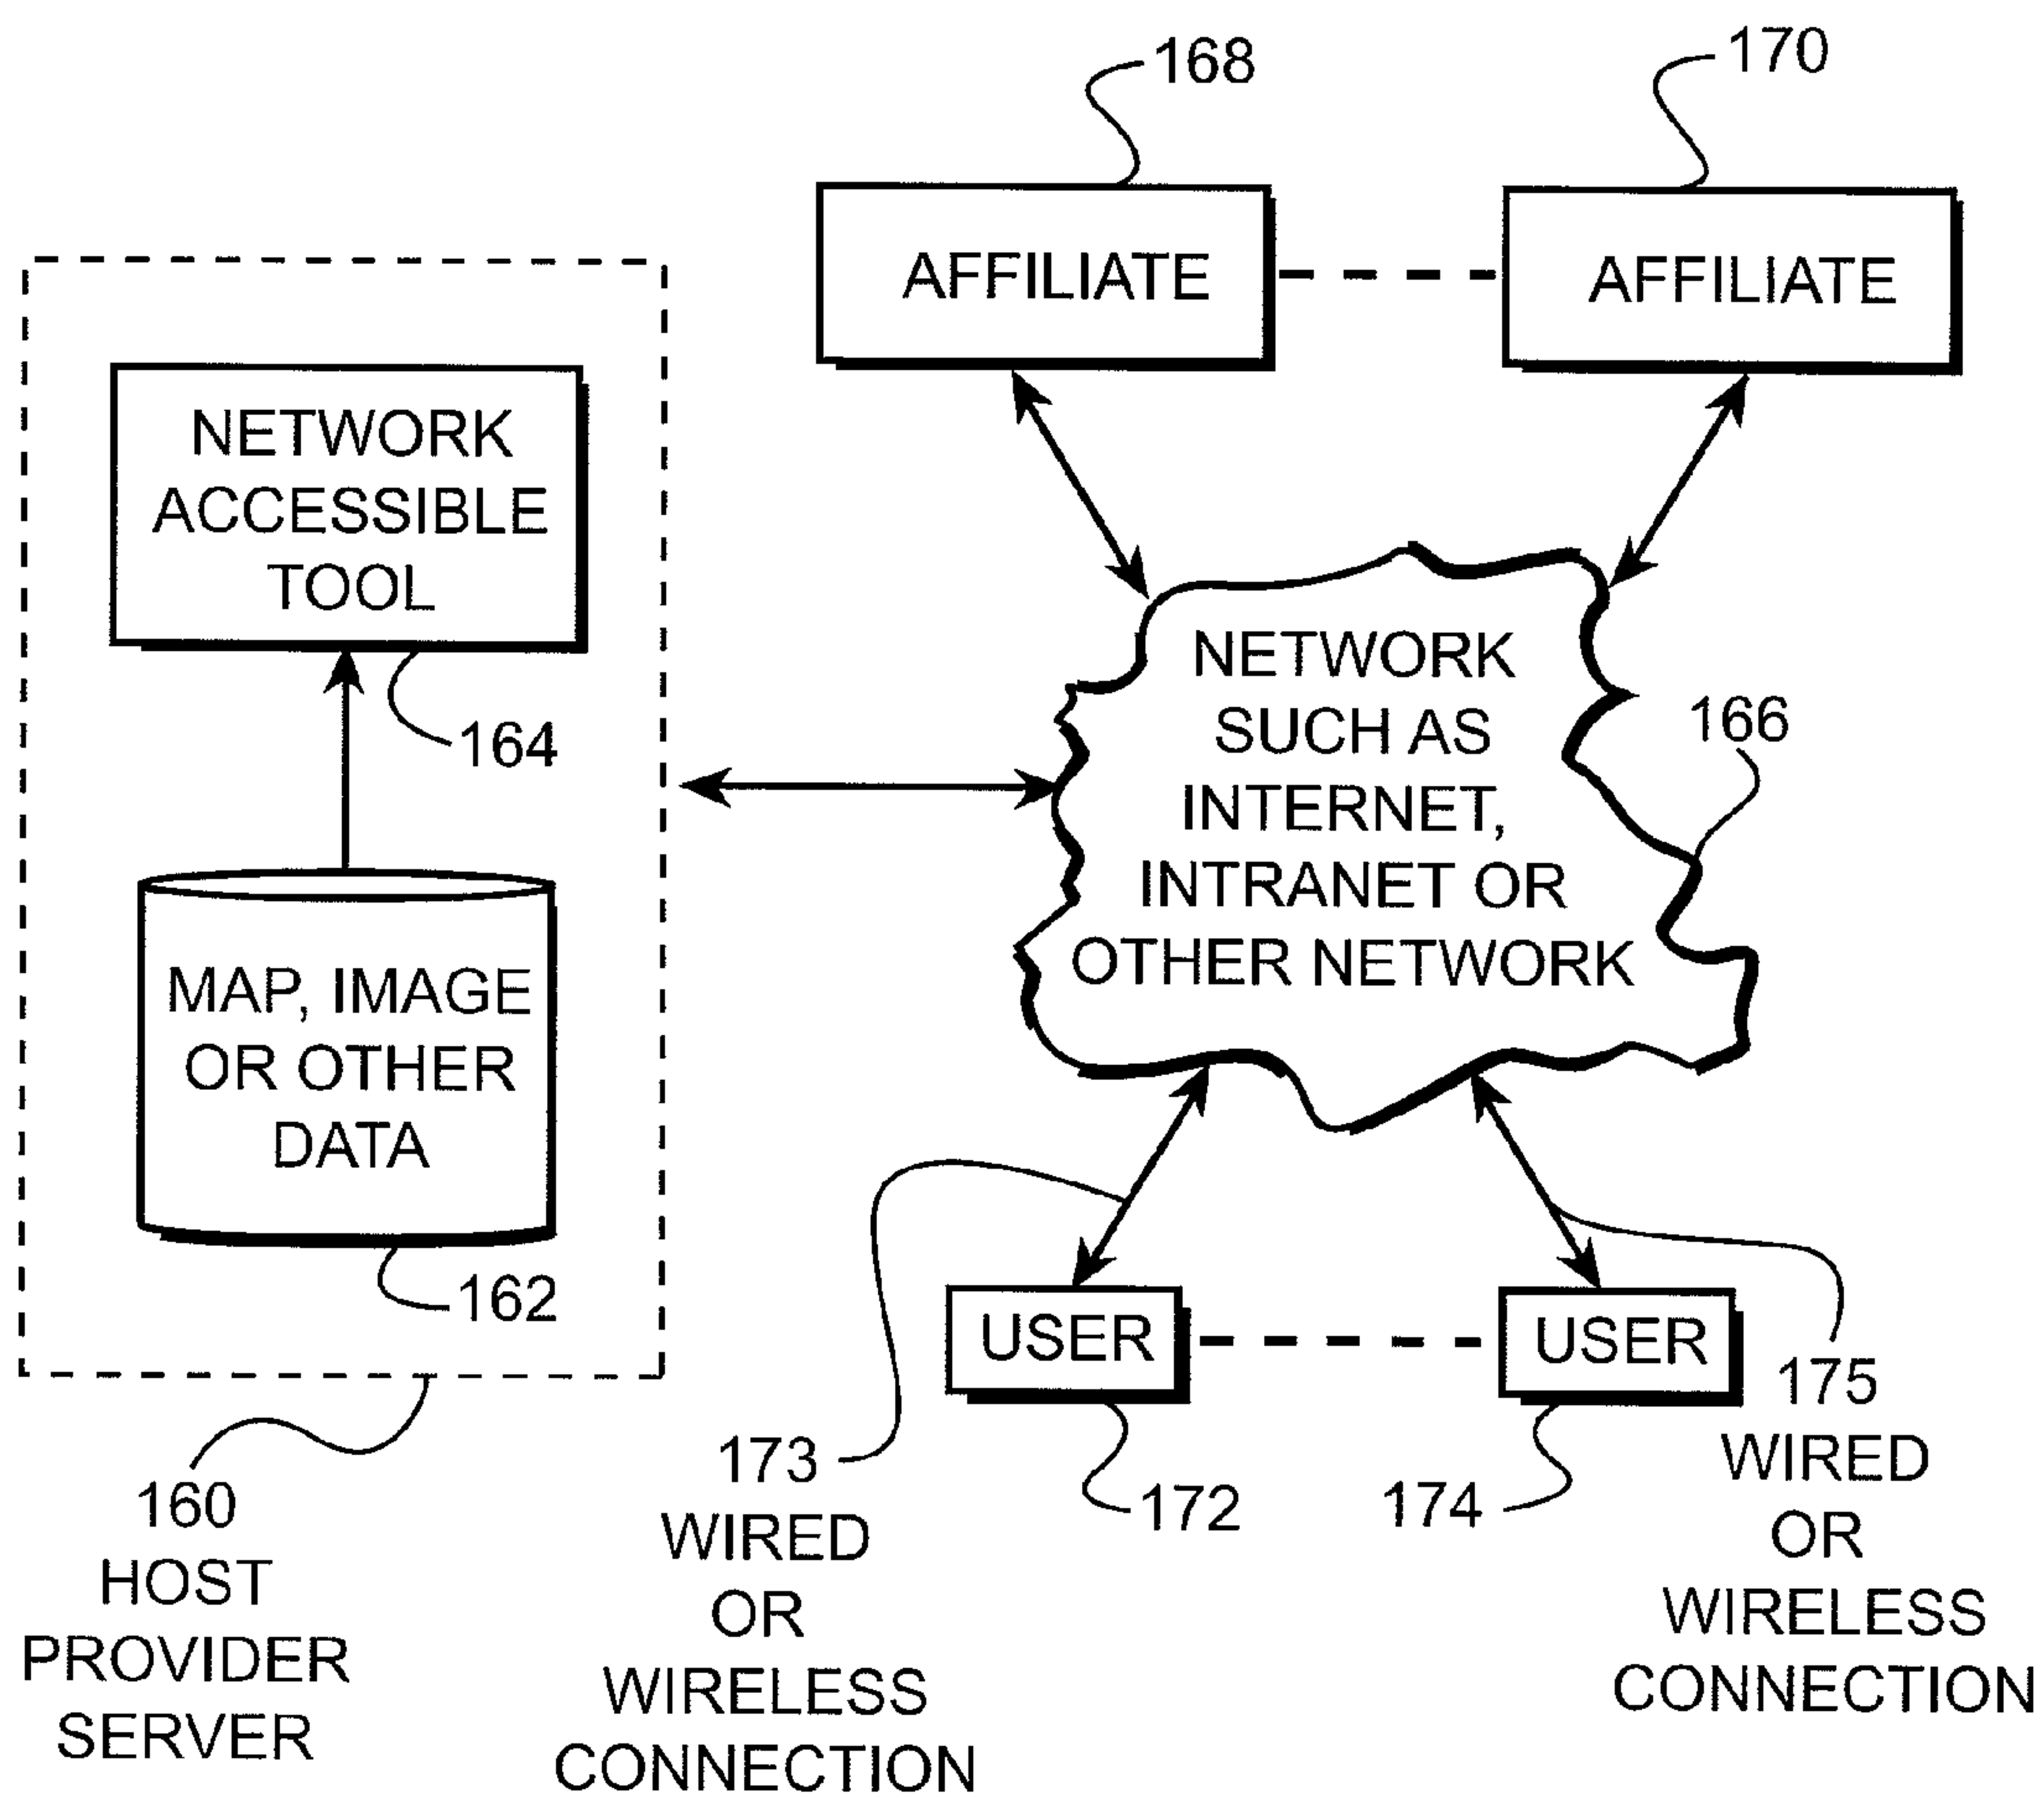 168
170
AFFILIATE
AFFILIATE
NETWORK
ACCESSIBLE
TOOL
164
MAP, IMAGE
OR OTHER
DATA
162
160
HOST
PROVIDER
SERVER
NETWORK
SUCH AS
INTERNET,
INTRANET OR
OTHER NETWORK
166
USER
USER
172
174
173
WIRED
OR
WIRELESS
CONNECTION
175
WIRED
OR
WIRELESS
CONNECTION